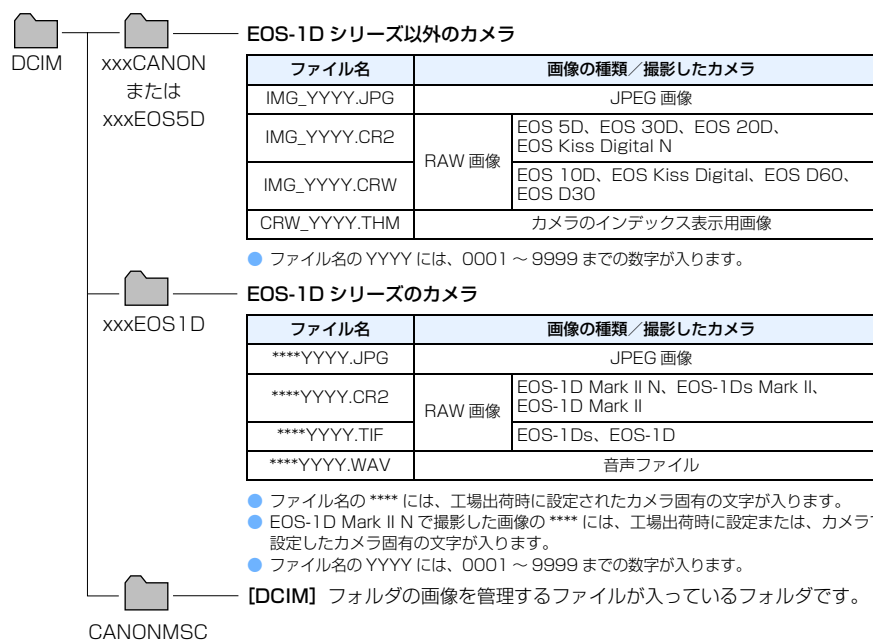 DCIM
xxxCANON
または
xxxEOS5D
EOS-1D シリーズ以外のカメラ
ファイル名 画像の種類／撮影したカメラ
IMG_YYYY.JPG JPEG 画像
IMG_YYYY.CR2 RAW 画像 EOS 5D、EOS 30D、EOS 20D、
EOS Kiss Digital N
IMG_YYYY.CRW EOS 10D、EOS Kiss Digital、EOS D60、
EOS D30
CRW_YYYY.THM カメラのインデックス表示用画像
● ファイル名の YYYY には、0001 ～ 9999 までの数字が入ります。
xxxEOS1D
EOS-1D シリーズのカメラ
ファイル名 画像の種類／撮影したカメラ
****YYYY.JPG JPEG 画像
****YYYY.CR2 RAW 画像 EOS-1D Mark II N、EOS-1Ds Mark II、
EOS-1D Mark II
****YYYY.TIF EOS-1Ds、EOS-1D
****YYYY.WAV 音声ファイル
● ファイル名の **** には、工場出荷時に設定されたカメラ固有の文字が入ります。
● EOS-1D Mark II N で撮影した画像の **** には、工場出荷時に設定または、カメラで
設定したカメラ固有の文字が入ります。
● ファイル名の YYYY には、0001 ～ 9999 までの数字が入ります。
CANONMSC
[DCIM] フォルダの画像を管理するファイルが入っているフォルダです。